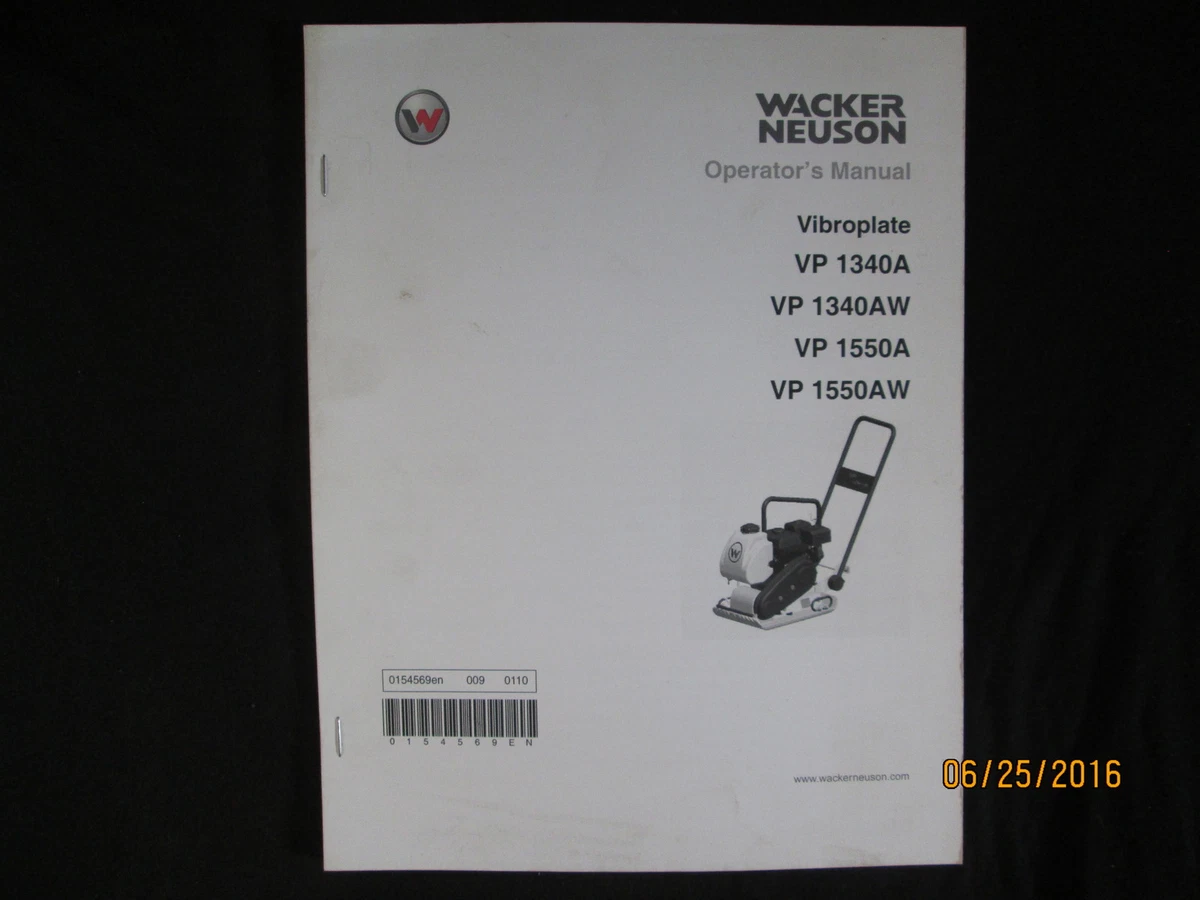 W
WACKER
NEUSON
Operator's Manual
Vibroplate
VP 1340A
VP 1340AW
VP 1550A
VP 1550AW
W
0154569en 009 0110
0 1 5 4 5 6 9 E N
www.wackerneuson.com
06/25/2016